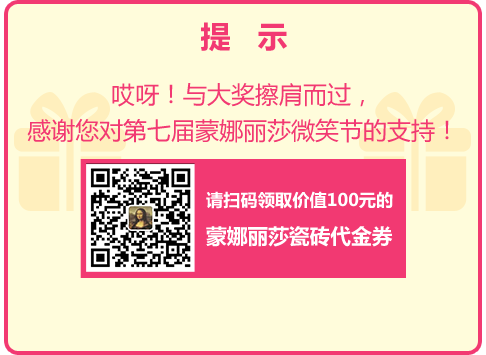 提 示
哎呀！与大奖擦肩而过，
感谢您对第七届蒙娜丽莎微笑节的支持！
请扫码领取价值100元的
蒙娜丽莎瓷砖代金券